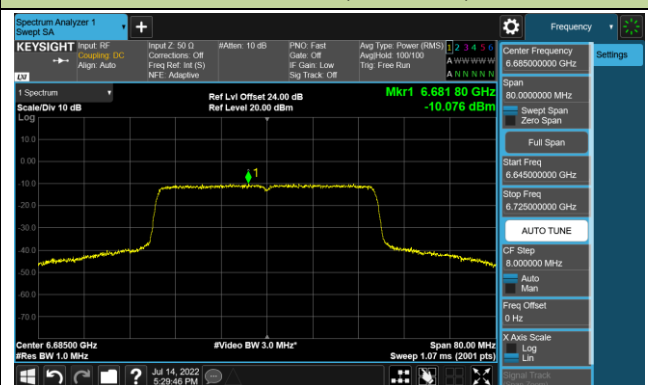 Spectrum Analyzer 1
Swept SA
Frequency
KEYSIGHT
Input: RF
Coupling: DC
Align: Auto
Input Z: 50 Ω
Corrections: Off
Freq Ref: Int (S)
NFE: Adaptive
#Atten: 10 dB
PNO: Fast
Gate: Off
IF Gain: Low
Sig Track: Off
Avg Type: Power (RMS)
Avg|Hold: 100/100
Trig: Free Run
1 2 3 4 5 6
A W W W W W
A N N N N N
LXI
1 Spectrum
Scale/Div 10 dB
Log
Ref Lvl Offset 24.00 dB
Ref Level 20.00 dBm
Mkr1 6.681 80 GHz
-10.076 dBm
10.0
0.00
-10.0
-20.0
-30.0
-40.0
-50.0
-60.0
-70.0
1
Center 6.68500 GHz
#Res BW 1.0 MHz
#Video BW 3.0 MHz*
Span 80.00 MHz
Sweep 1.07 ms (2001 pts)
Jul 14, 2022
5:29:46 PM
Center Frequency
6.685000000 GHz
Span
80.0000000 MHz
Swept Span
Zero Span
Full Span
Start Freq
6.645000000 GHz
Stop Freq
6.725000000 GHz
AUTO TUNE
CF Step
8.000000 MHz
Auto
Man
Freq Offset
0 Hz
X Axis Scale
Log
Lin
Signal Track
Settings